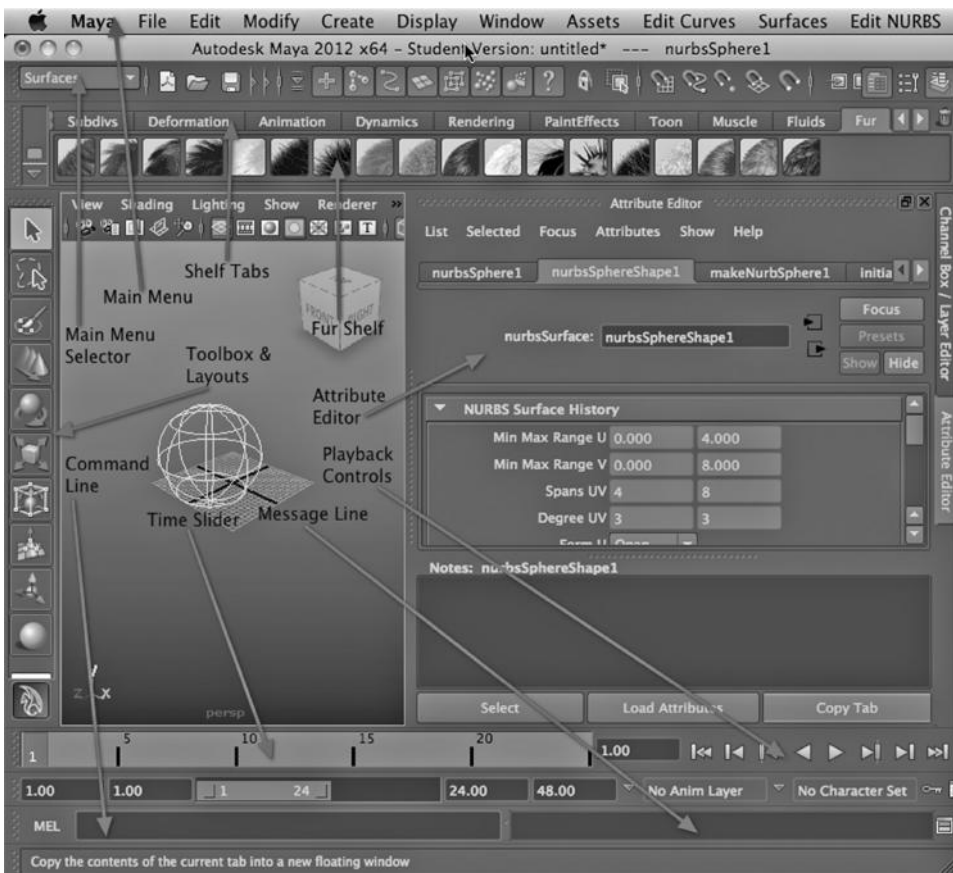 Maya File Edit Modify Create Display Window Assets Edit Curves Surfaces Edit NURBS
Autodesk Maya 2012 x64 – Student Version: untitled* --- nurbsSphere1
Surfaces
Subdivs Deformation Animation Dynamics Rendering PaintEffects Toon Muscle Fluids Fur
View Shading Lighting Show Renderer »
Attribute Editor
List Selected Focus Attributes Show Help
nurbsSphere1 nurbsSphereShape1 makeNurbSphere1 initia
Channel Box / Layer Editor
Attribute Editor
Shelf Tabs
Main Menu
FRONT RIGHT
Fur Shelf
Main Menu
Selector
Toolbox &
Layouts
Attribute
Editor
Command
Line
Playback
Controls
Time Slider
Message Line
Focus
nurbsSurface: nurbsSphereShape1
Presets
Show Hide
NURBS Surface History
Min Max Range U 0.000 4.000
Min Max Range V 0.000 8.000
Spans UV 4 8
Degree UV 3 3
Form U Open
Notes: nurbsSphereShape1
z x
persp
Select Load Attributes Copy Tab
1 5 10 15 20 1.00
1.00 1.00 1 24 24.00 48.00 No Anim Layer No Character Set
MEL
Copy the contents of the current tab into a new floating window